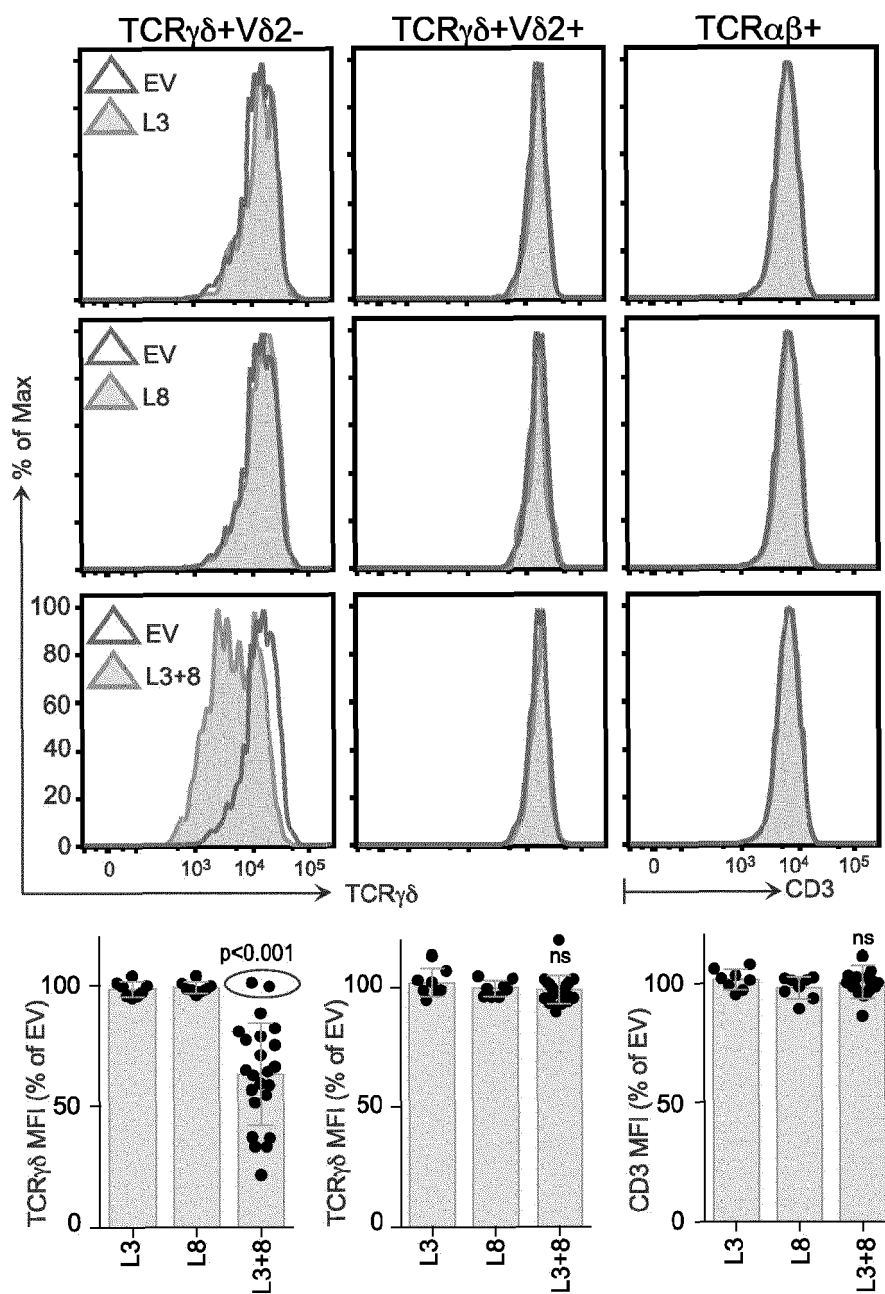 TCRγδ+Vδ2- TCRγδ+Vδ2+ TCRαβ+
EV
L3
EV
L8
% of Max
100
80
60
40
20
0
EV
L3+8
0 10³ 10⁴ 10⁵
0 10³ 10⁴ 10⁵
TCRγδ
CD3
TCRγδ MFI (% of EV)
100
50
0
p<0.001
L3
L8
L3+8
TCRγδ MFI (% of EV)
100
50
0
ns
L3
L8
L3+8
CD3 MFI (% of EV)
100
50
0
ns
L3
L8
L3+8